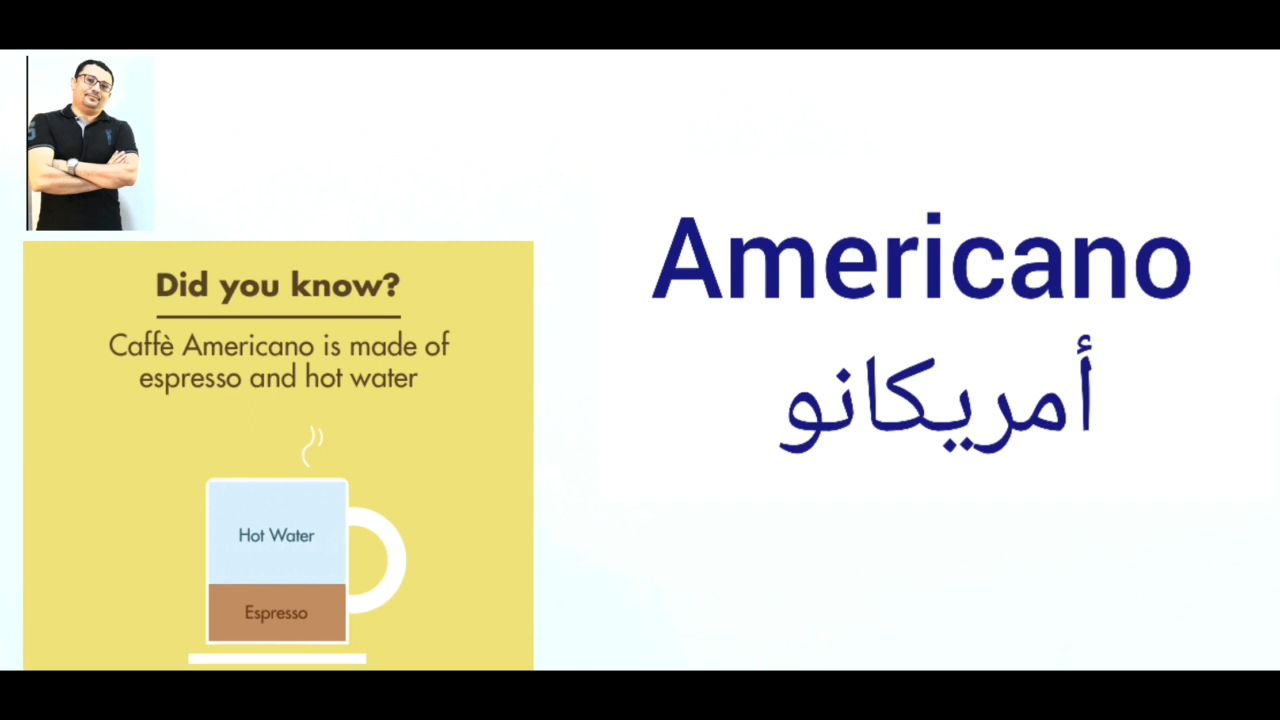 Did you know?
Caffè Americano is made of
espresso and hot water
Hot Water
Espresso
Americano
أمريكانو